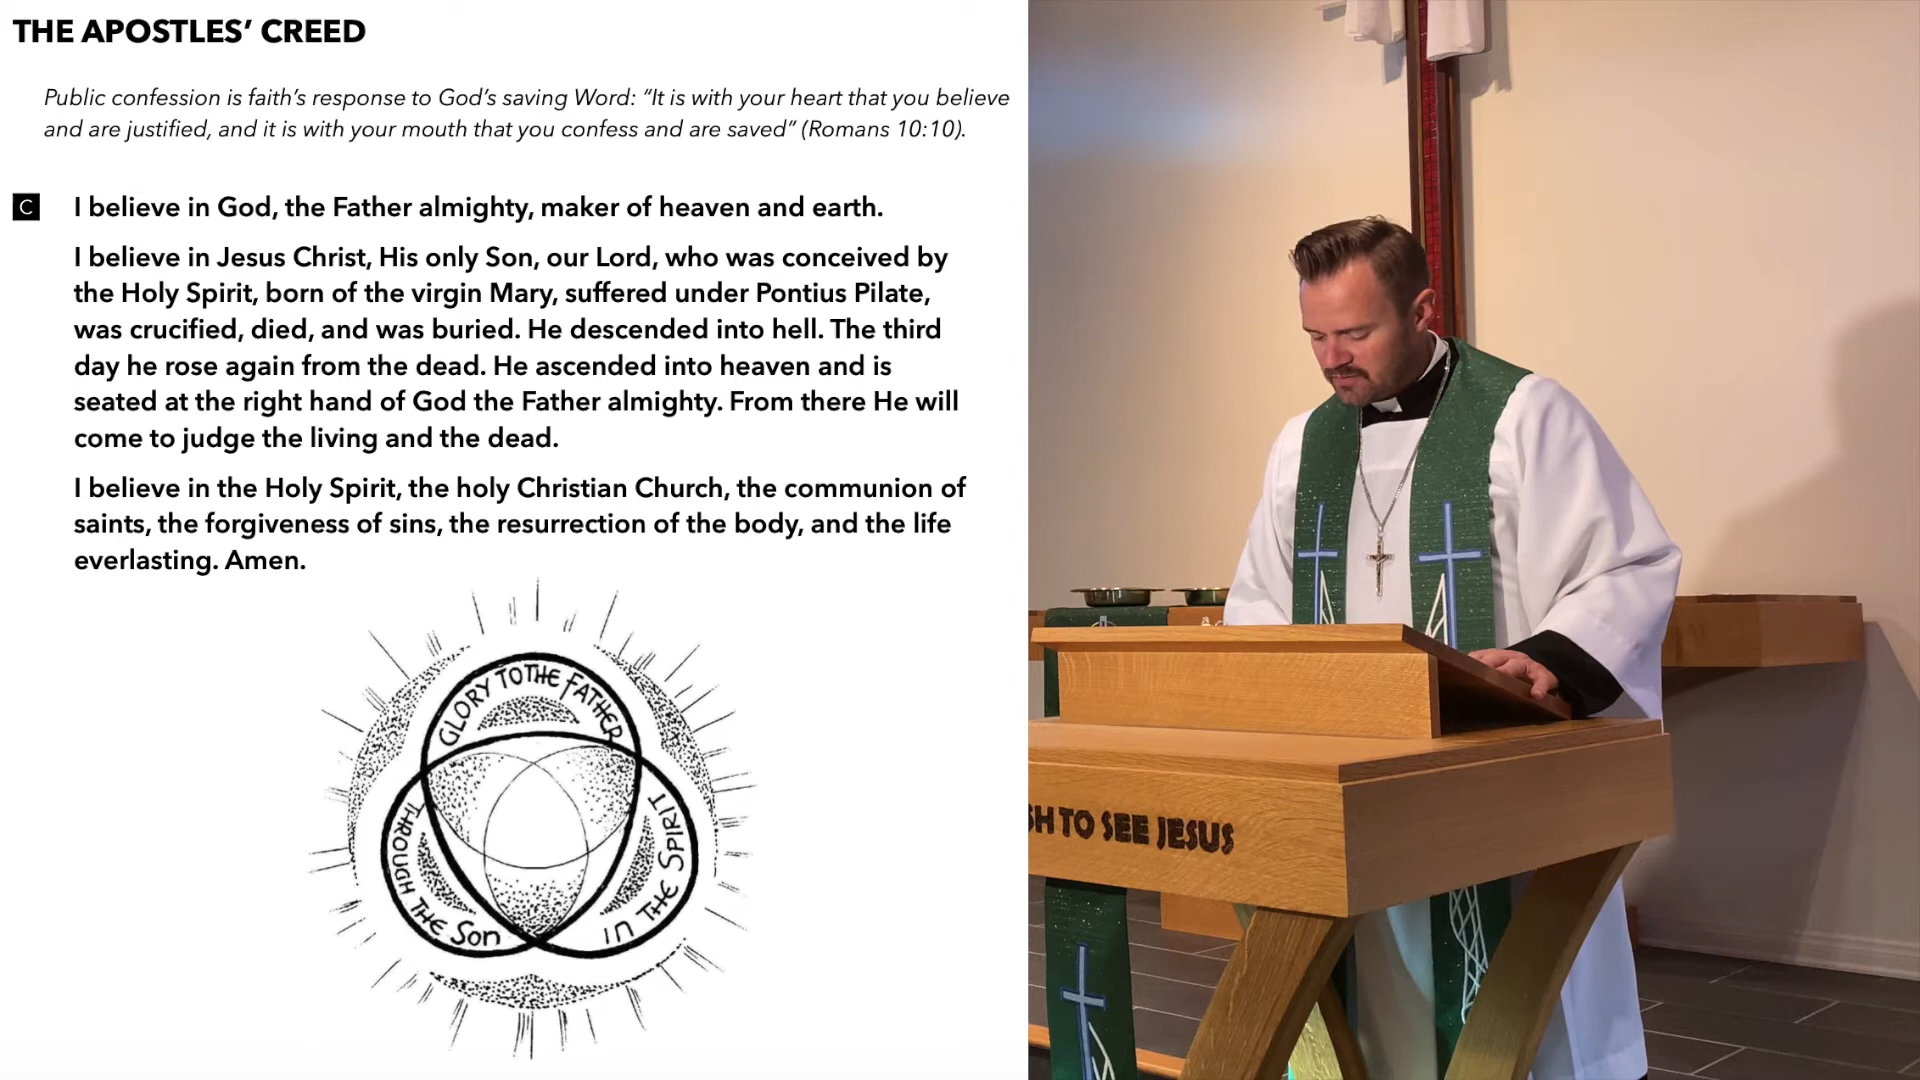 THE APOSTLES’ CREED
Public confession is faith’s response to God’s saving Word: “It is with your heart that you believe
and are justified, and it is with your mouth that you confess and are saved” (Romans 10:10).
C I believe in God, the Father almighty, maker of heaven and earth.
I believe in Jesus Christ, His only Son, our Lord, who was conceived by
the Holy Spirit, born of the virgin Mary, suffered under Pontius Pilate,
was crucified, died, and was buried. He descended into hell. The third
day he rose again from the dead. He ascended into heaven and is
seated at the right hand of God the Father almighty. From there He will
come to judge the living and the dead.
I believe in the Holy Spirit, the holy Christian Church, the communion of
saints, the forgiveness of sins, the resurrection of the body, and the life
everlasting. Amen.
GLORY TO THE FATHER
THROUGH THE SON
IN THE SPIRIT
SH TO SEE JESUS